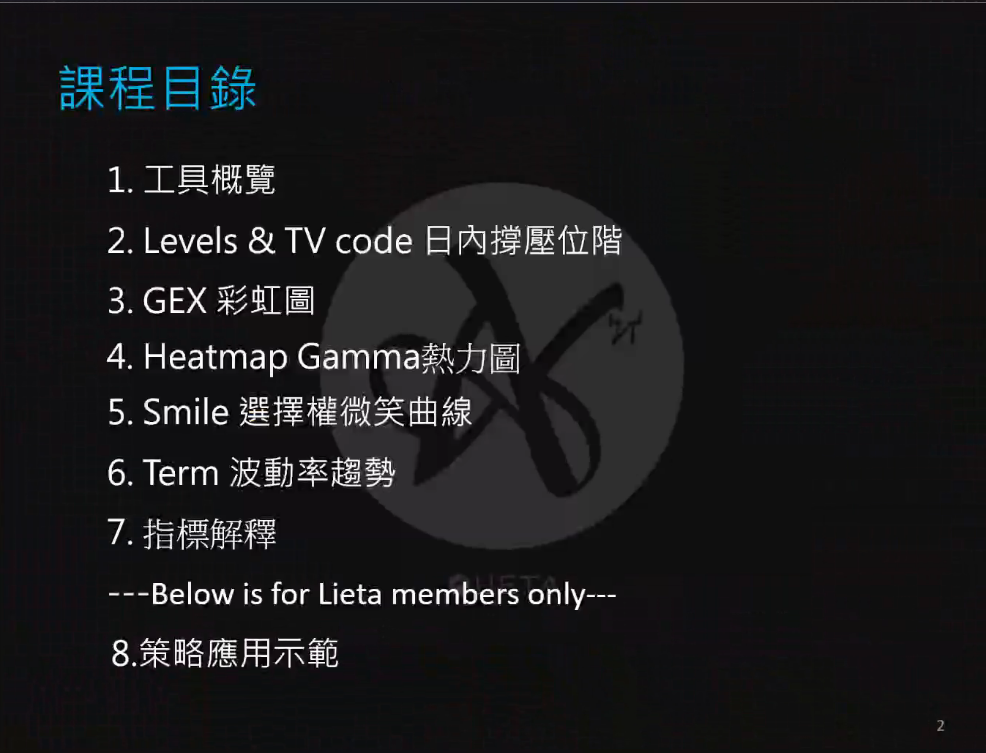 課程目錄
1. 工具概覽
2. Levels & TV code 日內撐壓位階
3. GEX 彩虹圖
4. Heatmap Gamma熱力圖
5. Smile 選擇權微笑曲線
6. Term 波動率趨勢
7. 指標解釋
---Below is for Lieta members only---
8.策略應用示範
2